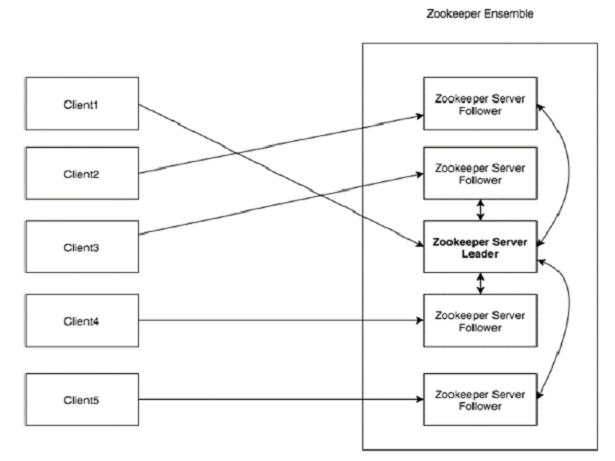 Zookeeper Ensemble
Client1
Zookeeper Server
Follower
Client2
Zookeeper Server
Follower
Client3
Zookeeper Server
Leader
Client4
Zookeeper Server
Follower
Client5
Zookeeper Server
Follower